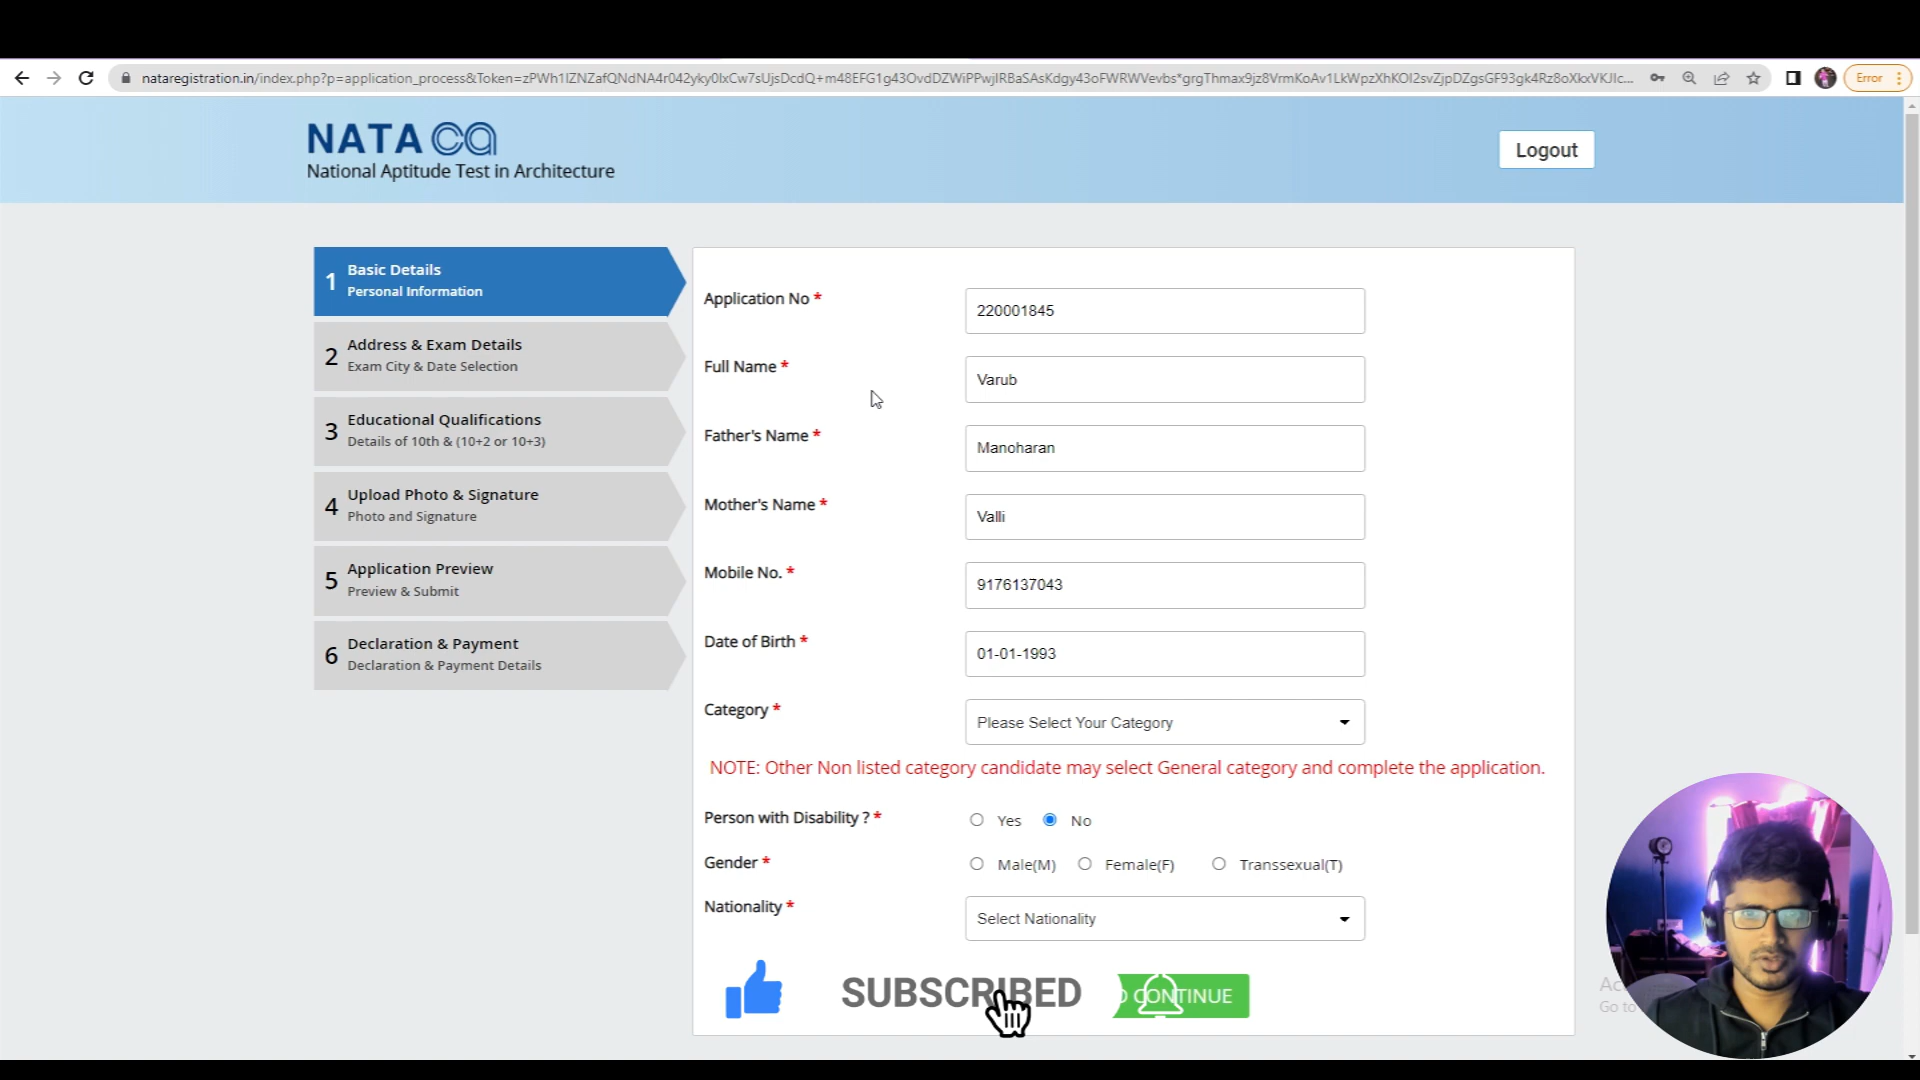 nataregistration.in/index.php?p=application_process&Token=
Error
NATA
National Aptitude Test in Architecture
Logout
1 Basic Details
Personal Information
2 Address & Exam Details
Exam City & Date Selection
3 Educational Qualifications
Details of 10th & (10+2 or 10+3)
4 Upload Photo & Signature
Photo and Signature
5 Application Preview
Preview & Submit
6 Declaration & Payment
Declaration & Payment Details
Application No * 220001845
Full Name * Varub
Father's Name * Manoharan
Mother's Name * Valli
Mobile No. * 9176137043
Date of Birth * 01-01-1993
Category * Please Select Your Category
NOTE: Other Non listed category candidate may select General category and complete the application.
Person with Disability ? * Yes No
Gender * Male(M) Female(F) Transsexual(T)
Nationality * Select Nationality
SUBSCRIBED
CONTINUE
Go to